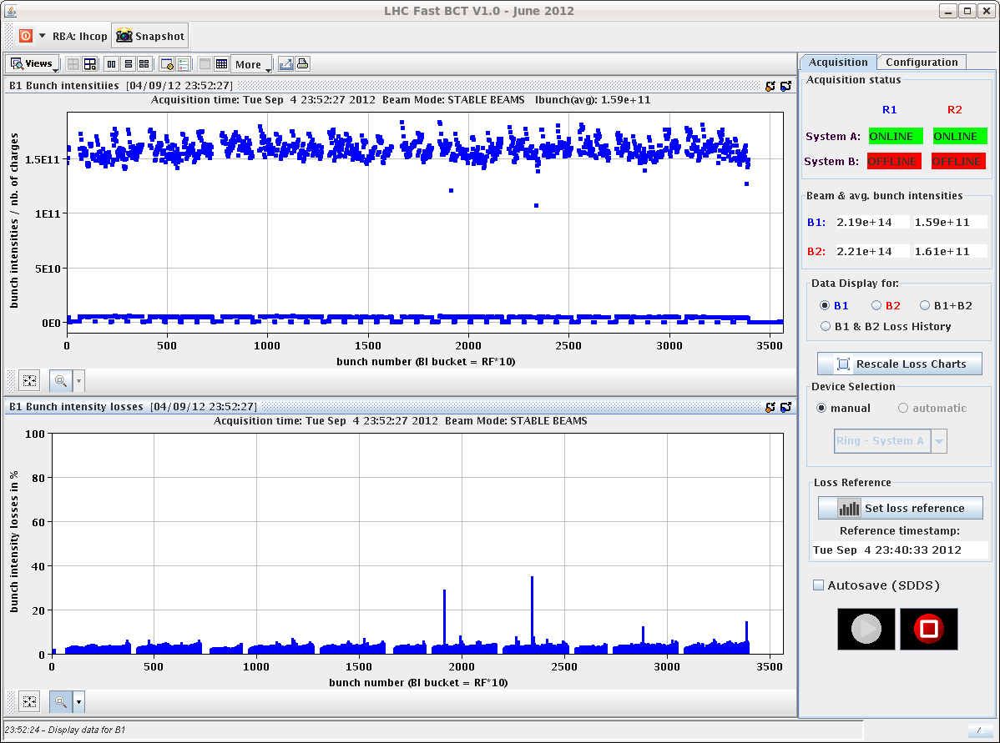 LHC Fast BCT V1.0 - June 2012
RBA: lhcop Snapshot
Views More
B1 Bunch intensitiies [04/09/12 23:52:27]
Acquisition time: Tue Sep 4 23:52:27 2012 Beam Mode: STABLE BEAMS Ibunch(avg): 1.59e+11
bunch intensities / nb. of charges
1.5E11
1E11
5E10
0E0
0 500 1000 1500 2000 2500 3000 3500
bunch number (BI bucket = RF*10)
B1 Bunch intensity losses [04/09/12 23:52:27]
Acquisition time: Tue Sep 4 23:52:27 2012 Beam Mode: STABLE BEAMS
bunch intensity losses in %
100
80
60
40
20
0
0 500 1000 1500 2000 2500 3000 3500
bunch number (BI bucket = RF*10)
23:52:24 - Display data for B1
Acquisition Configuration
Acquisition status
R1 R2
System A: ONLINE ONLINE
System B: OFFLINE OFFLINE
Beam & avg. bunch intensities
B1: 2.19e+14 1.59e+11
B2: 2.21e+14 1.61e+11
Data Display for:
B1 B2 B1+B2
B1 & B2 Loss History
Rescale Loss Charts
Device Selection
manual automatic
Ring - System A
Loss Reference
Set loss reference
Reference timestamp:
Tue Sep 4 23:40:33 2012
Autosave (SDDS)